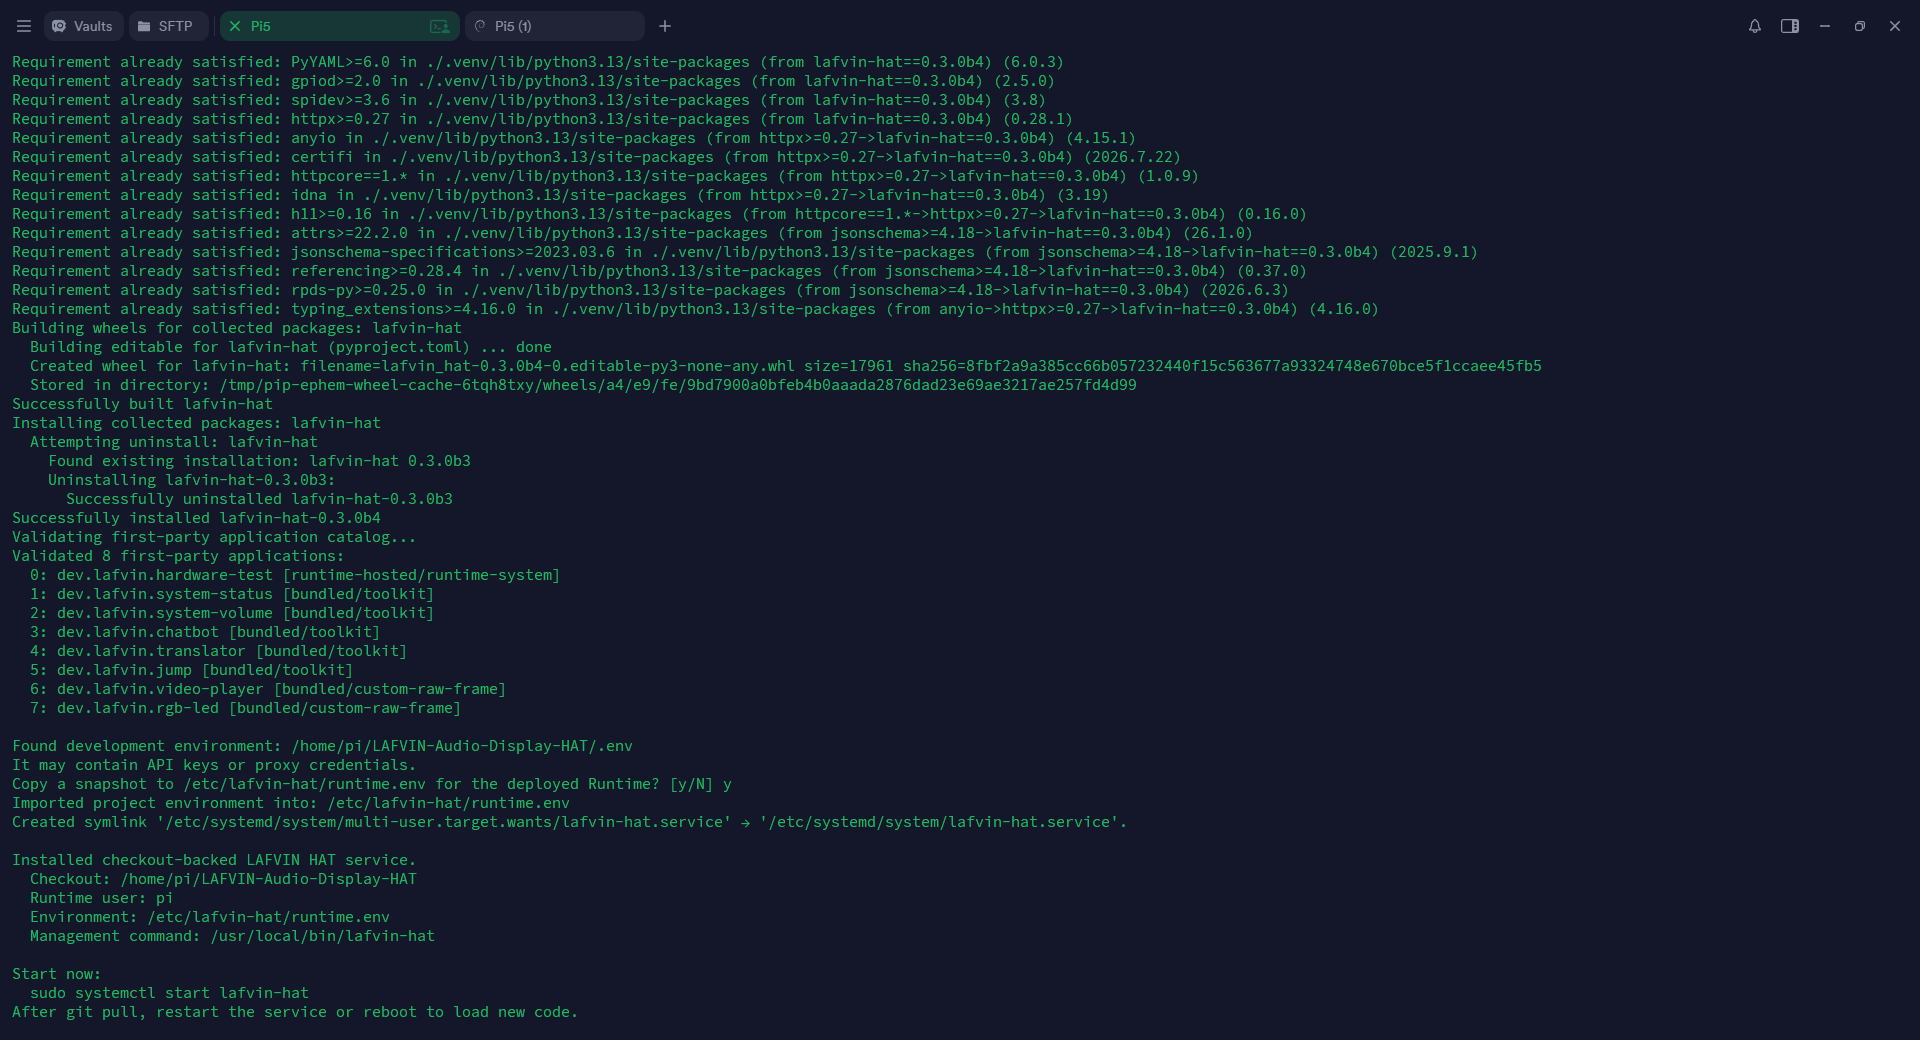 Vaults
SFTP
Pi5
Pi5 (1)
Requirement already satisfied: PyYAML>=6.0 in ./.venv/lib/python3.13/site-packages (from lafvin-hat==0.3.0b4) (6.0.3)
Requirement already satisfied: gpiod>=2.0 in ./.venv/lib/python3.13/site-packages (from lafvin-hat==0.3.0b4) (2.5.0)
Requirement already satisfied: spidev>=3.6 in ./.venv/lib/python3.13/site-packages (from lafvin-hat==0.3.0b4) (3.8)
Requirement already satisfied: httpx>=0.27 in ./.venv/lib/python3.13/site-packages (from lafvin-hat==0.3.0b4) (0.28.1)
Requirement already satisfied: anyio in ./.venv/lib/python3.13/site-packages (from httpx>=0.27->lafvin-hat==0.3.0b4) (4.15.1)
Requirement already satisfied: certifi in ./.venv/lib/python3.13/site-packages (from httpx>=0.27->lafvin-hat==0.3.0b4) (2026.7.22)
Requirement already satisfied: httpcore==1.* in ./.venv/lib/python3.13/site-packages (from httpx>=0.27->lafvin-hat==0.3.0b4) (1.0.9)
Requirement already satisfied: idna in ./.venv/lib/python3.13/site-packages (from httpx>=0.27->lafvin-hat==0.3.0b4) (3.19)
Requirement already satisfied: h11>=0.16 in ./.venv/lib/python3.13/site-packages (from httpcore==1.*->httpx>=0.27->lafvin-hat==0.3.0b4) (0.16.0)
Requirement already satisfied: attrs>=22.2.0 in ./.venv/lib/python3.13/site-packages (from jsonschema>=4.18->lafvin-hat==0.3.0b4) (26.1.0)
Requirement already satisfied: jsonschema-specifications>=2023.03.6 in ./.venv/lib/python3.13/site-packages (from jsonschema>=4.18->lafvin-hat==0.3.0b4) (2025.9.1)
Requirement already satisfied: referencing>=0.28.4 in ./.venv/lib/python3.13/site-packages (from jsonschema>=4.18->lafvin-hat==0.3.0b4) (0.37.0)
Requirement already satisfied: rpds-py>=0.25.0 in ./.venv/lib/python3.13/site-packages (from jsonschema>=4.18->lafvin-hat==0.3.0b4) (2026.6.3)
Requirement already satisfied: typing_extensions>=4.16.0 in ./.venv/lib/python3.13/site-packages (from anyio->httpx>=0.27->lafvin-hat==0.3.0b4) (4.16.0)
Building wheels for collected packages: lafvin-hat
  Building editable for lafvin-hat (pyproject.toml) ... done
  Created wheel for lafvin-hat: filename=lafvin_hat-0.3.0b4-0.editable-py3-none-any.whl size=17961 sha256=8fbf2a9a385cc66b057232440f15c563677a93324748e670bce5f1ccaee45fb5
  Stored in directory: /tmp/pip-ephem-wheel-cache-6tqh8txy/wheels/a4/e9/fe/9bd7900a0bfeb4b0aaada2876dad23e69ae3217ae257fd4d99
Successfully built lafvin-hat
Installing collected packages: lafvin-hat
  Attempting uninstall: lafvin-hat
    Found existing installation: lafvin-hat 0.3.0b3
    Uninstalling lafvin-hat-0.3.0b3:
      Successfully uninstalled lafvin-hat-0.3.0b3
Successfully installed lafvin-hat-0.3.0b4
Validating first-party application catalog...
Validated 8 first-party applications:
  0: dev.lafvin.hardware-test [runtime-hosted/runtime-system]
  1: dev.lafvin.system-status [bundled/toolkit]
  2: dev.lafvin.system-volume [bundled/toolkit]
  3: dev.lafvin.chatbot [bundled/toolkit]
  4: dev.lafvin.translator [bundled/toolkit]
  5: dev.lafvin.jump [bundled/toolkit]
  6: dev.lafvin.video-player [bundled/custom-raw-frame]
  7: dev.lafvin.rgb-led [bundled/custom-raw-frame]
Found development environment: /home/pi/LAFVIN-Audio-Display-HAT/.env
It may contain API keys or proxy credentials.
Copy a snapshot to /etc/lafvin-hat/runtime.env for the deployed Runtime? [y/N] y
Imported project environment into: /etc/lafvin-hat/runtime.env
Created symlink '/etc/systemd/system/multi-user.target.wants/lafvin-hat.service' → '/etc/systemd/system/lafvin-hat.service'.
Installed checkout-backed LAFVIN HAT service.
  Checkout: /home/pi/LAFVIN-Audio-Display-HAT
  Runtime user: pi
  Environment: /etc/lafvin-hat/runtime.env
  Management command: /usr/local/bin/lafvin-hat
Start now:
  sudo systemctl start lafvin-hat
After git pull, restart the service or reboot to load new code.